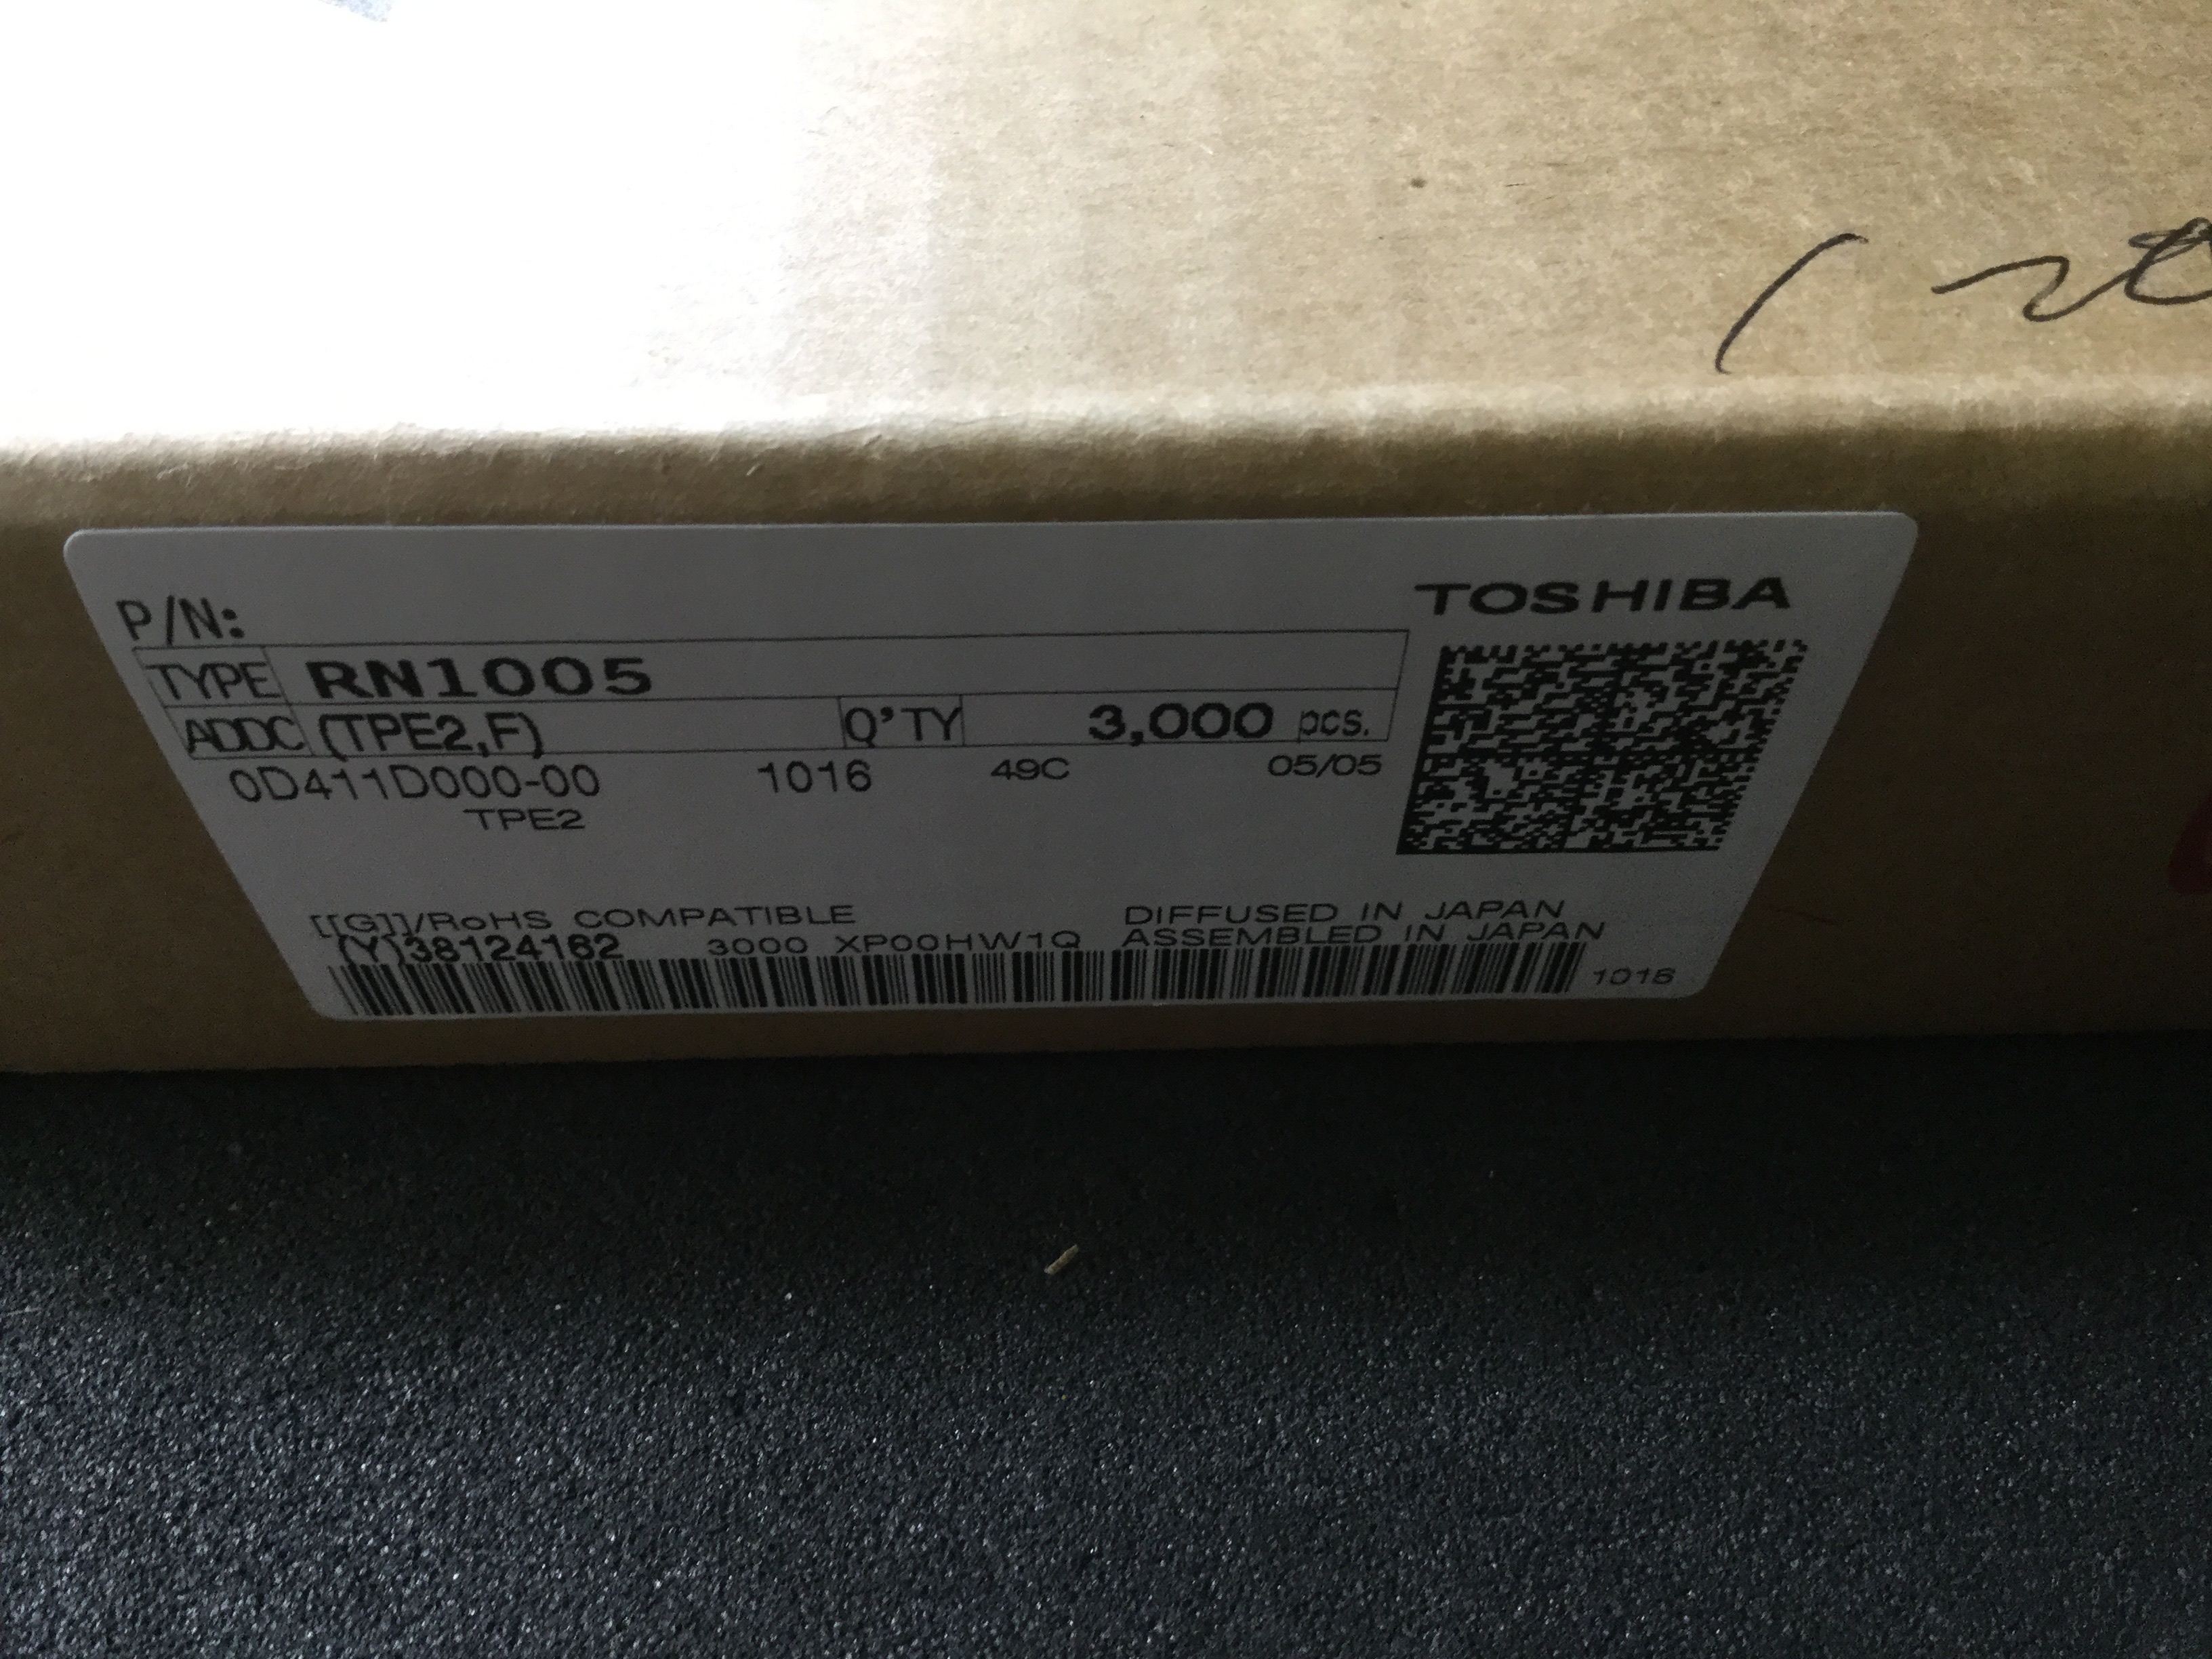 P/N:
TOSHIBA
TYPE RN1005
ADDC (TPE2,F) Q'TY 3,000 pcs.
0D411D000-00 1016 49C 05/05
TPE2
[[G]]/RoHS COMPATIBLE DIFFUSED IN JAPAN
(Y)38124162 3000 XP00HW1Q ASSEMBLED IN JAPAN
1016